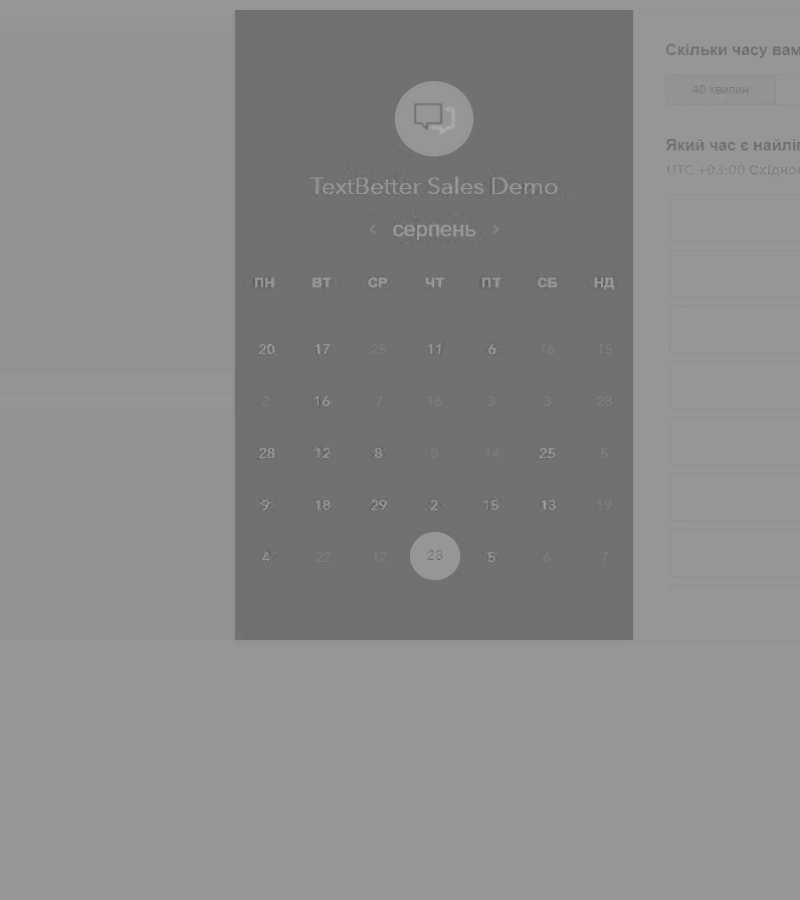 Скільки часу вам
40 хвилин
Який час є найлі
UTC +03:00 Східно
TextBetter Sales Demo
‹ серпень ›
ПН ВТ СР ЧТ ПТ СБ НД
20 17 25 11 6 16 15
2 16 7 16 3 3 28
28 12 8 8 14 25 5
9 18 29 2 15 13 19
4 22 12 28 5 6 7